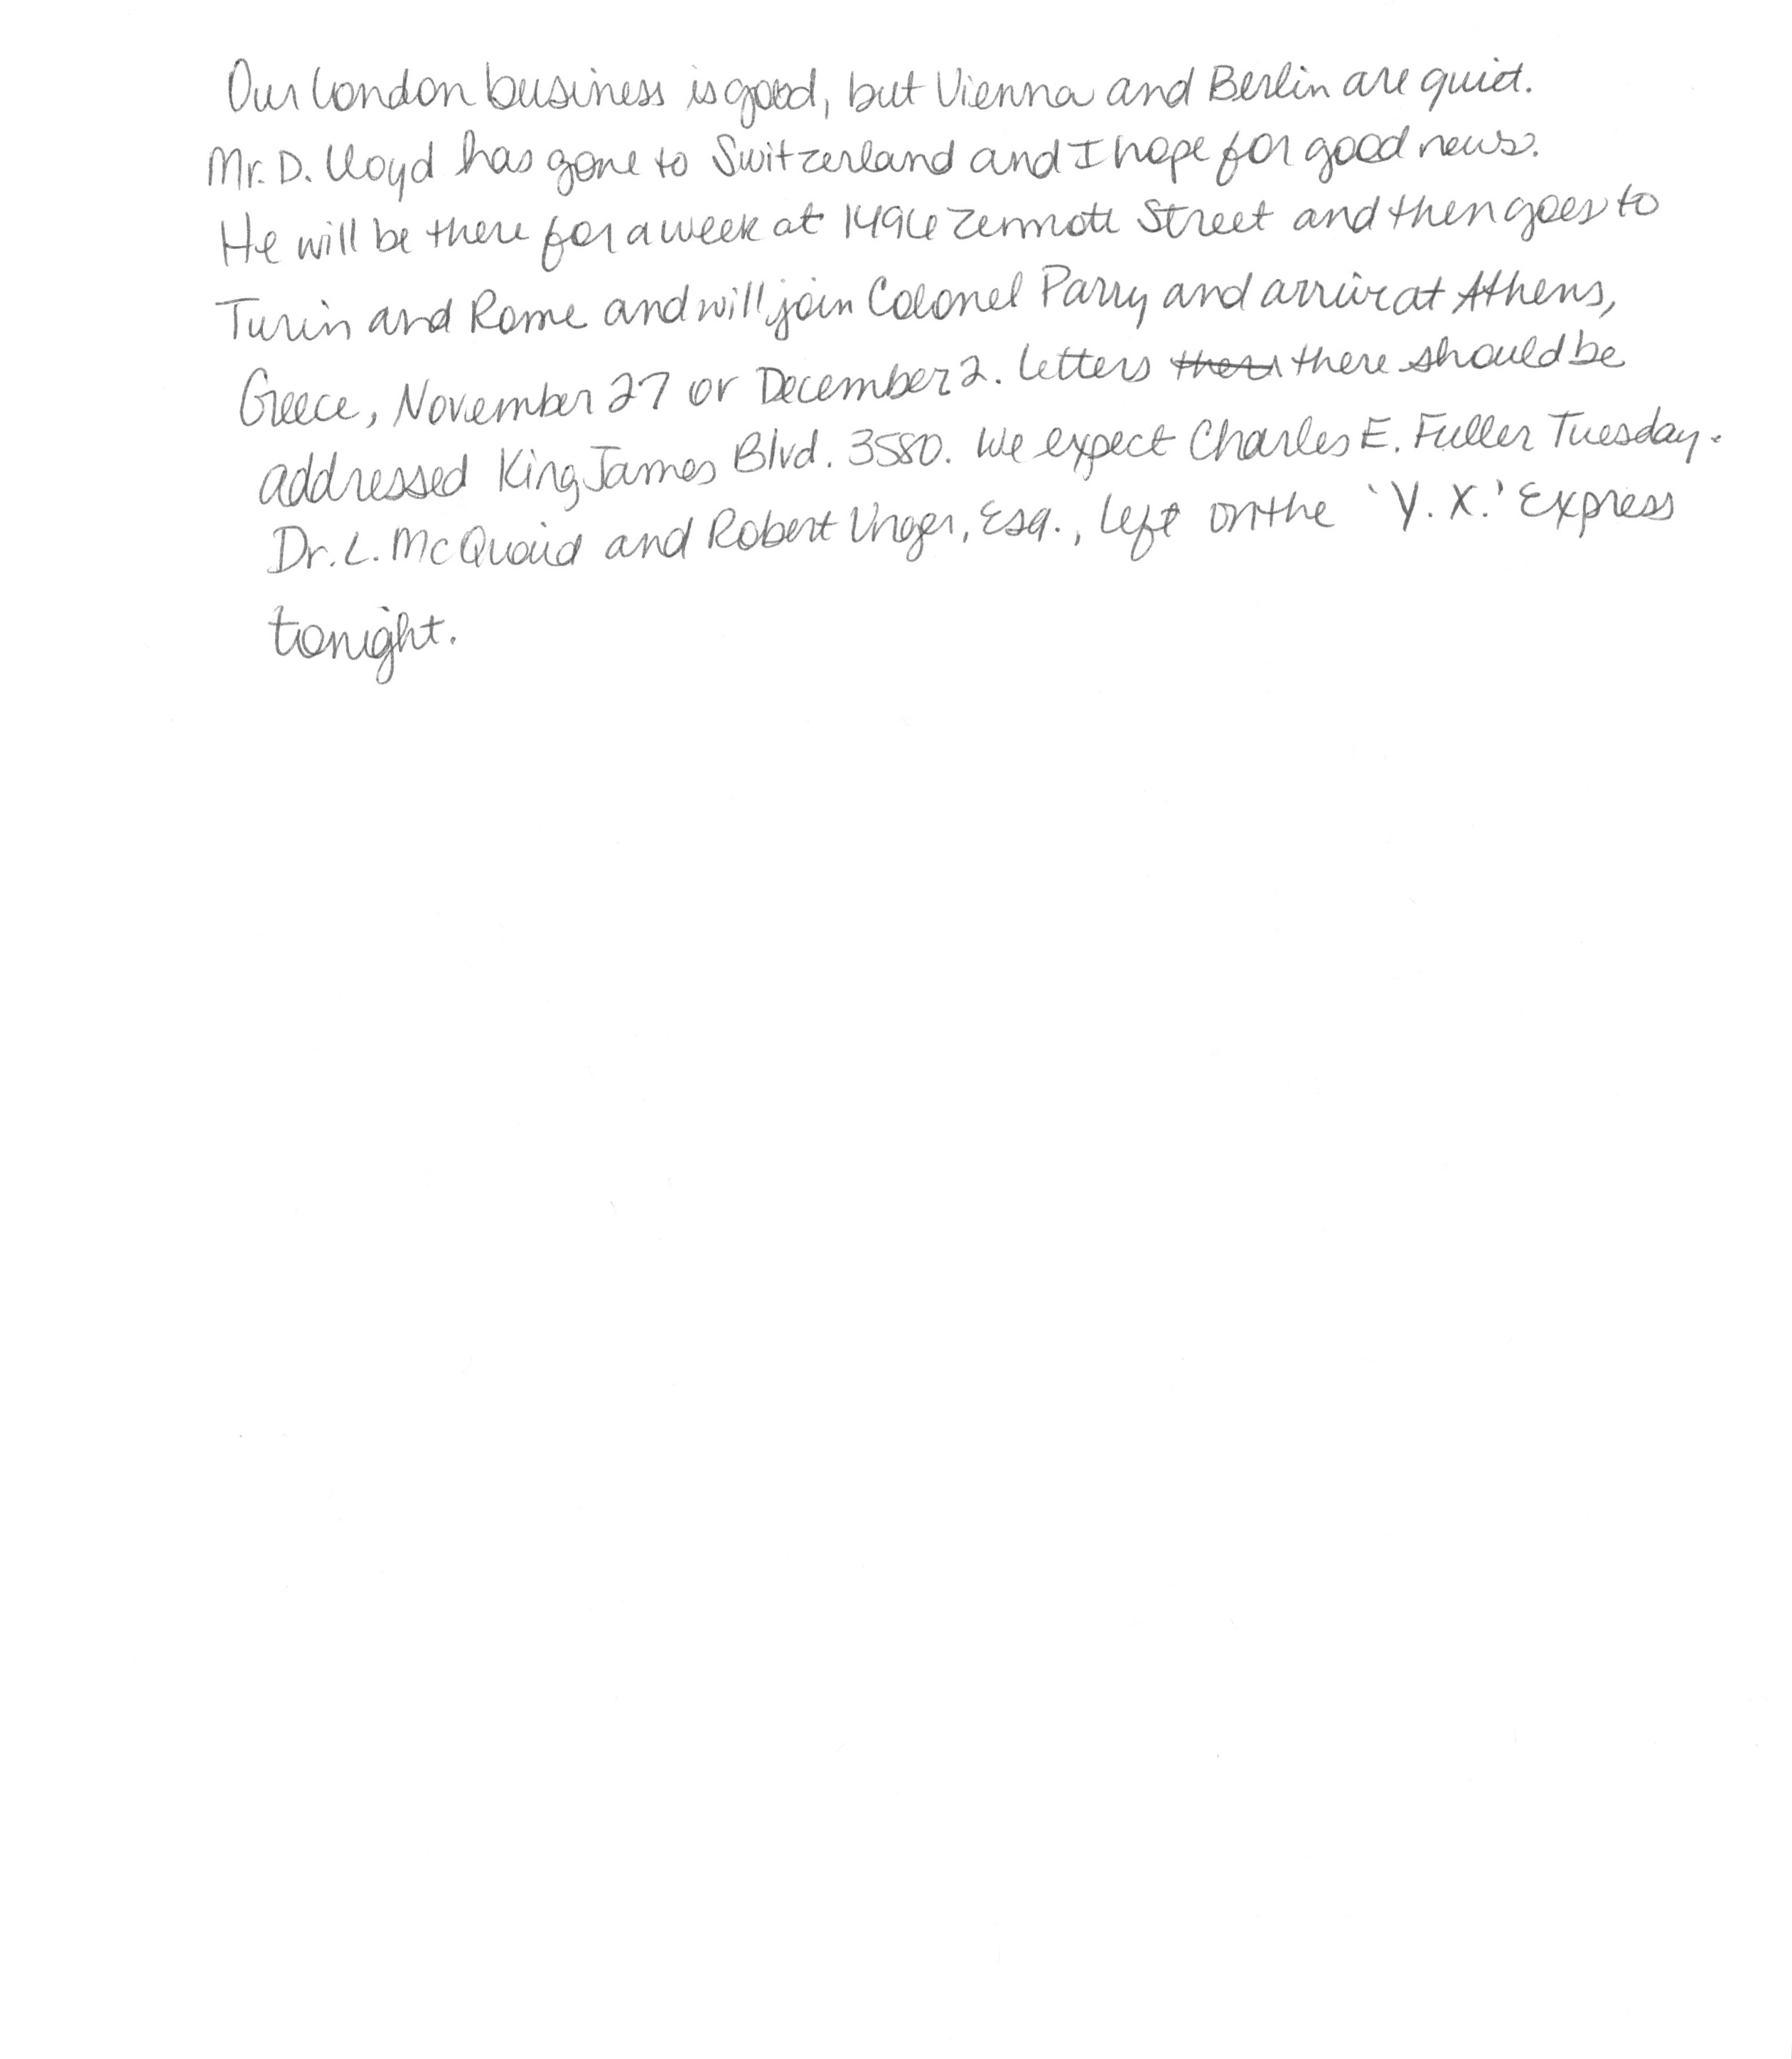 Our London business is good, but Vienna and Berlin are quiet.
Mr. D. Lloyd has gone to Switzerland and I hope for good news.
He will be there for a week at 1496 Zermott Street and then goes to
Turin and Rome and will join Colonel Parry and arrive at Athens,
Greece, November 27 or December 2. Letters there should be
addressed King James Blvd. 3580. We expect Charles E. Fuller Tuesday.
Dr. L. McQuaid and Robert Unger, Esq., left on the 'Y. X.' Express
tonight.